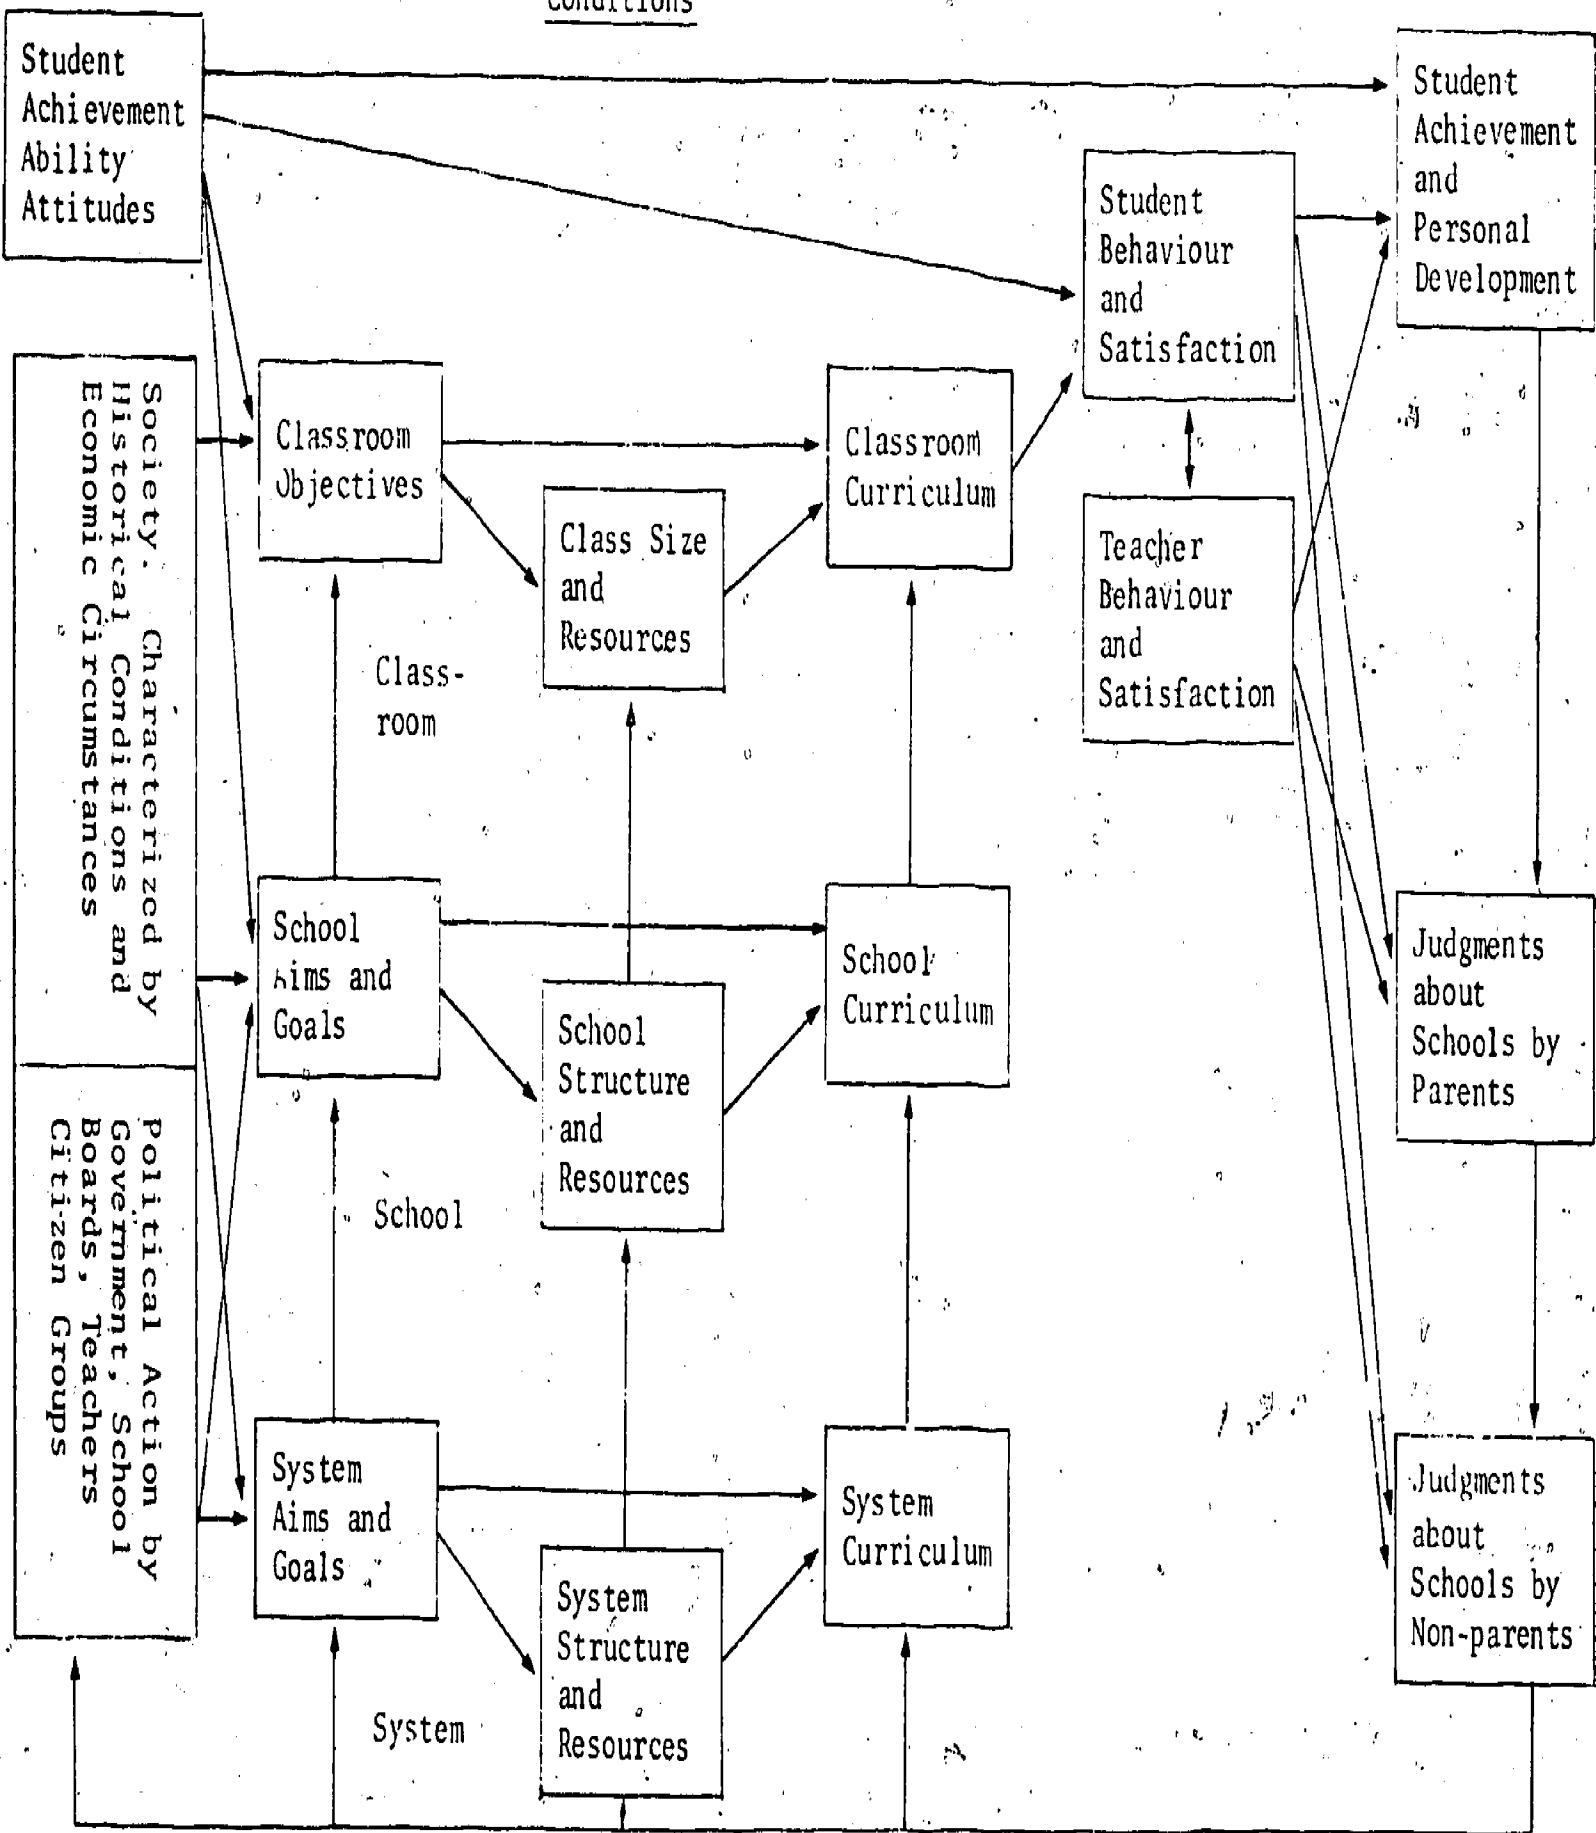 Conditions
Student
Achievement
Ability
Attitudes
Student
Achievement
and
Personal
Development
Student
Behaviour
and
Satisfaction
Society. Characterized by
Historical Conditions and
Economic Circumstances
Classroom
Objectives
Classroom
Curriculum
Class Size
and
Resources
Teacher
Behaviour
and
Satisfaction
Class-
room
School
Aims and
Goals
School
Curriculum
Judgments
about
Schools by
Parents
School
Structure
and
Resources
Political Action by
Government, School
Boards, Teachers
Citizen Groups
School
System
Aims and
Goals
System
Curriculum
Judgments
about
Schools by
Non-parents
System
Structure
and
Resources
System